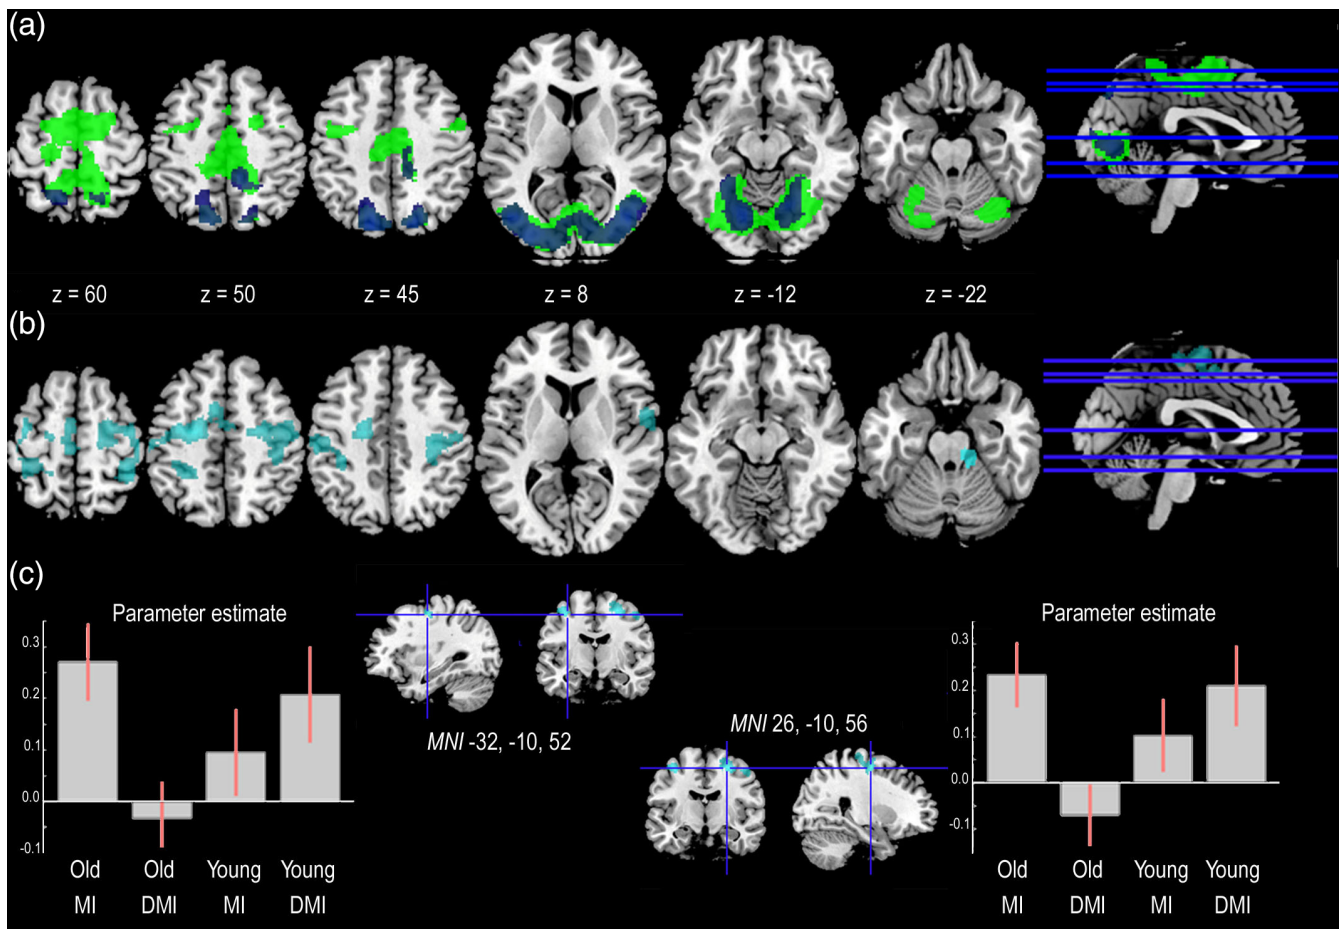 (a)
z = 60
z = 50
z = 45
z = 8
z = -12
z = -22
(b)
(c)
Parameter estimate
0.3
0.2
0.1
0.0
-0.1
Old MI
Old DMI
Young MI
Young DMI
MNI -32, -10, 52
MNI 26, -10, 56
Parameter estimate
0.3
0.2
0.1
0.0
-0.1
Old MI
Old DMI
Young MI
Young DMI